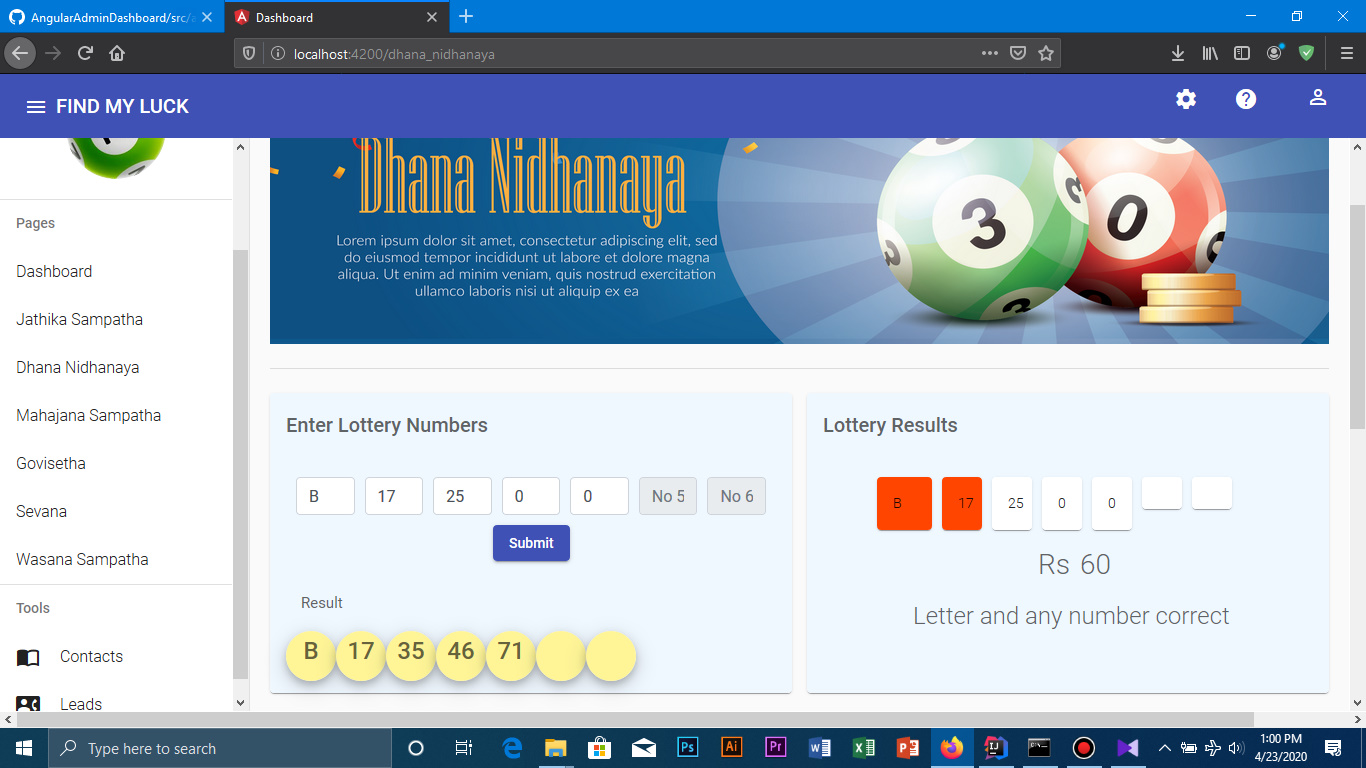 AngularAdminDashboard/src/a
Dashboard
localhost:4200/dhana_nidhanaya
FIND MY LUCK
Pages
Dashboard
Jathika Sampatha
Dhana Nidhanaya
Mahajana Sampatha
Govisetha
Sevana
Wasana Sampatha
Tools
Contacts
Leads
Dhana Nidhanaya
Lorem ipsum dolor sit amet, consectetur adipiscing elit, sed
do eiusmod tempor incididunt ut labore et dolore magna
aliqua. Ut enim ad minim veniam, quis nostrud exercitation
ullamco laboris nisi ut aliquip ex ea
3 0
Enter Lottery Numbers
B 17 25 0 0 No 5 No 6
Submit
Result
B 17 35 46 71
Lottery Results
B 17 25 0 0
Rs 60
Letter and any number correct
Type here to search
Ps Ai Pr
1:00 PM
4/23/2020